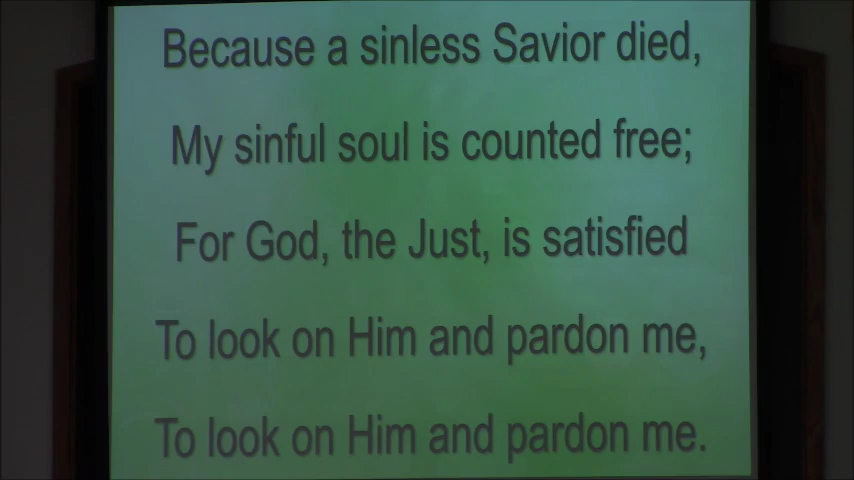 Because a sinless Savior died,
My sinful soul is counted free;
For God, the Just, is satisfied
To look on Him and pardon me,
To look on Him and pardon me.